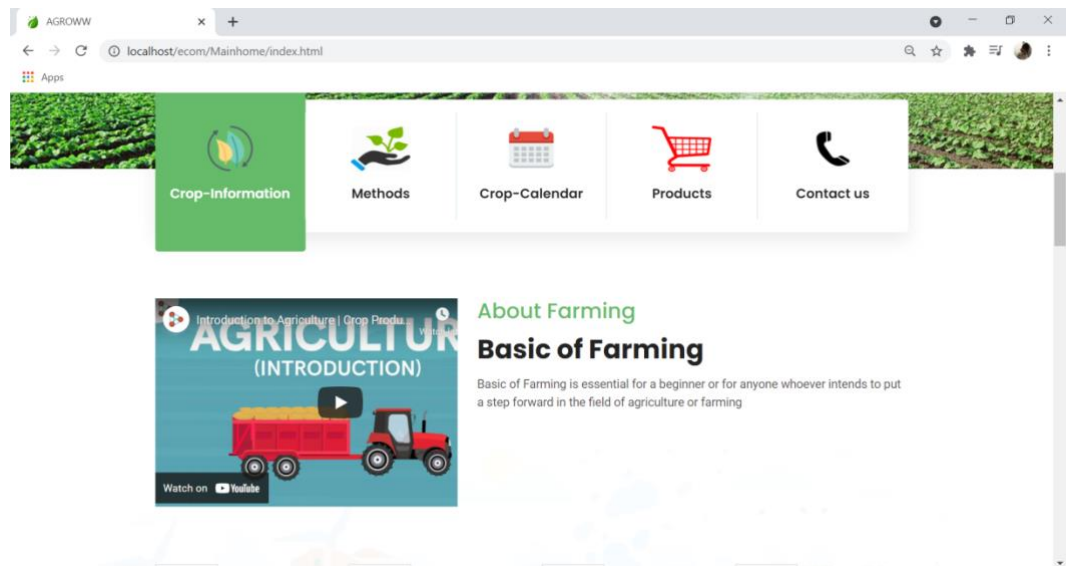 AGROWW
localhost/ecom/Mainhome/index.html
Apps
Crop-Information
Methods
Crop-Calendar
Products
Contact us
Introduction to Agriculture | Crop Produ...
AGRICULTUR
(INTRODUCTION)
Watch on YouTube
About Farming
Basic of Farming
Basic of Farming is essential for a beginner or for anyone whoever intends to put
a step forward in the field of agriculture or farming